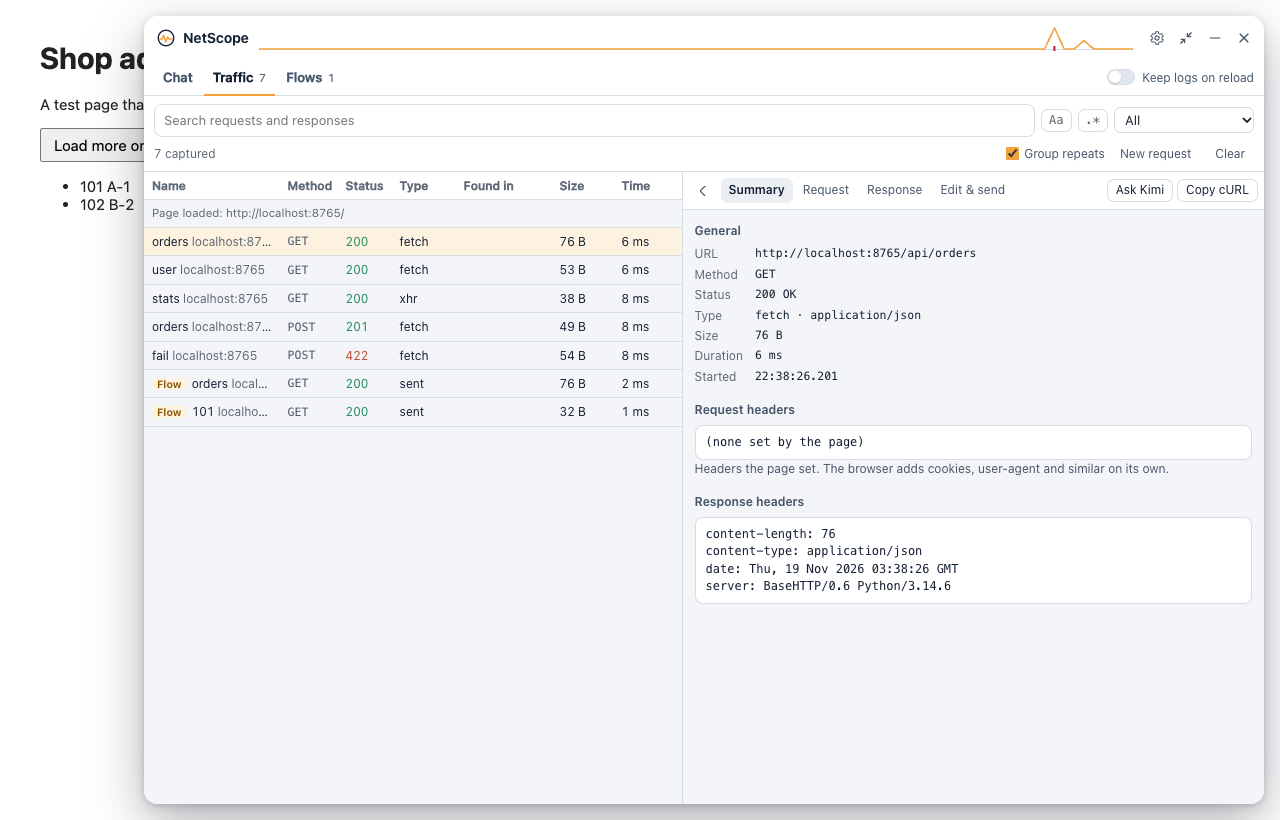 Shop ad
A test page tha
Load more or
101 A-1
102 B-2
NetScope
Chat Traffic 7 Flows 1 Keep logs on reload
Search requests and responses Aa .* All
7 captured Group repeats New request Clear
Name Method Status Type Found in Size Time
Page loaded: http://localhost:8765/
orders localhost:87... GET 200 fetch 76 B 6 ms
user localhost:8765 GET 200 fetch 53 B 6 ms
stats localhost:8765 GET 200 xhr 38 B 8 ms
orders localhost:87... POST 201 fetch 49 B 8 ms
fail localhost:8765 POST 422 fetch 54 B 8 ms
Flow orders local... GET 200 sent 76 B 2 ms
Flow 101 localho... GET 200 sent 32 B 1 ms
Summary Request Response Edit & send Ask Kimi Copy cURL
General
URL http://localhost:8765/api/orders
Method GET
Status 200 OK
Type fetch · application/json
Size 76 B
Duration 6 ms
Started 22:38:26.201
Request headers
(none set by the page)
Headers the page set. The browser adds cookies, user-agent and similar on its own.
Response headers
content-length: 76
content-type: application/json
date: Thu, 19 Nov 2026 03:38:26 GMT
server: BaseHTTP/0.6 Python/3.14.6